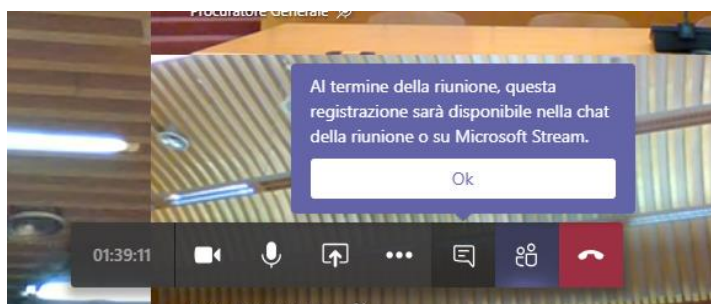 Procuratore Generale
Al termine della riunione, questa
registrazione sarà disponibile nella chat
della riunione o su Microsoft Stream.
Ok
01:39:11